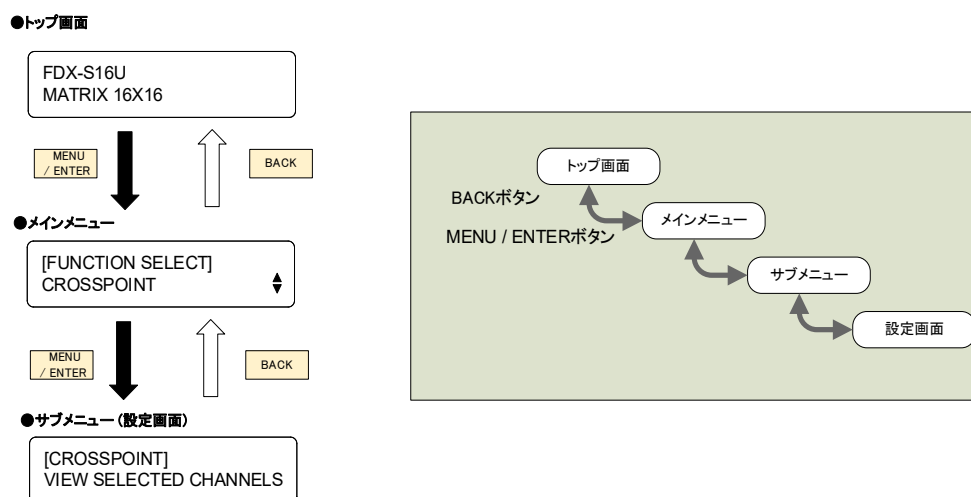 ●トップ画面
FDX-S16U
MATRIX 16X16
MENU
/ ENTER
BACK
●メインメニュー
[FUNCTION SELECT]
CROSSPOINT
MENU
/ ENTER
BACK
●サブメニュー（設定画面）
[CROSSPOINT]
VIEW SELECTED CHANNELS
トップ画面
BACKボタン
メインメニュー
MENU / ENTERボタン
サブメニュー
設定画面